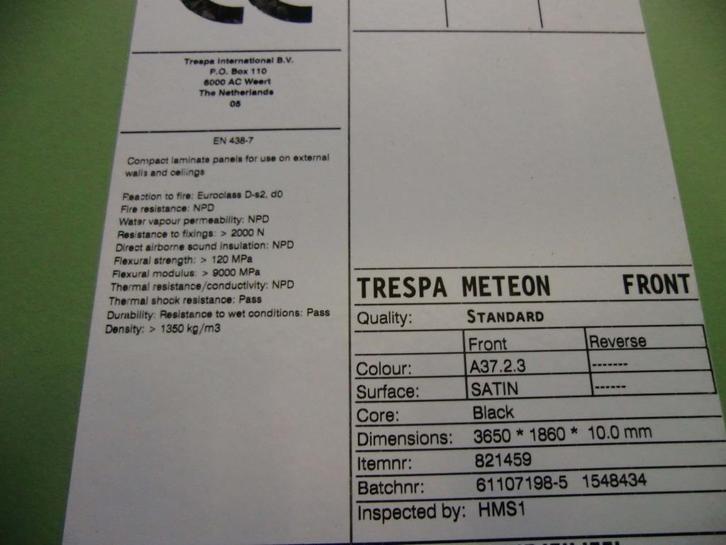 CE
Trespa International B.V.
P.O. Box 110
6000 AC Weert
The Netherlands
05
EN 438-7
Compact laminate panels for use on external
walls and ceilings
Reaction to fire: Euroclass D-s2, d0
Fire resistance: NPD
Water vapour permeability: NPD
Resistance to fixings: > 2000 N
Direct airborne sound insulation: NPD
Flexural strength: > 120 MPa
Flexural modulus: > 9000 MPa
Thermal resistance/conductivity: NPD
Thermal shock resistance: Pass
Durability: Resistance to wet conditions: Pass
Density: > 1350 kg/m3
TRESPA METEON FRONT
Quality: STANDARD
Front Reverse
Colour: A37.2.3 -------
Surface: SATIN ------
Core: Black
Dimensions: 3650 * 1860 * 10.0 mm
Itemnr: 821459
Batchnr: 61107198-5 1548434
Inspected by: HMS1